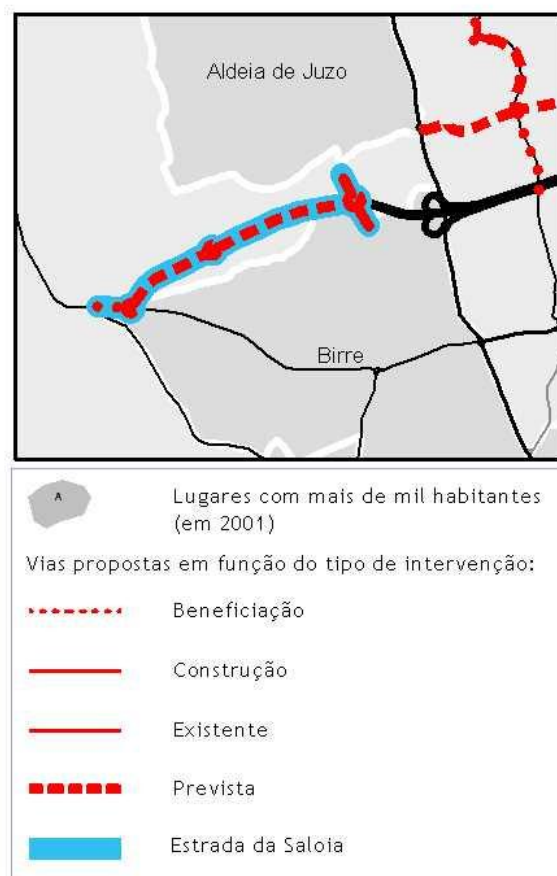 Aldeia de Juzo
Birre
A
Lugares com mais de mil habitantes
(em 2001)
Vias propostas em função do tipo de intervenção:
Beneficiação
Construção
Existente
Prevista
Estrada da Saloia